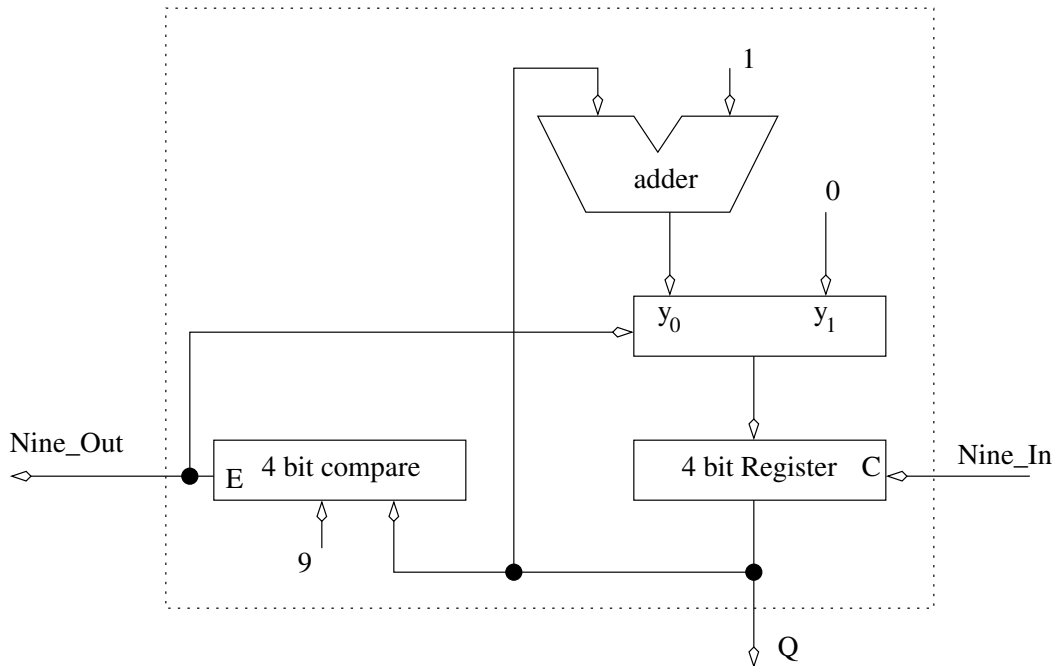 1
adder
0
y0 y1
Nine_Out
E 4 bit compare
4 bit Register C
Nine_In
9
Q